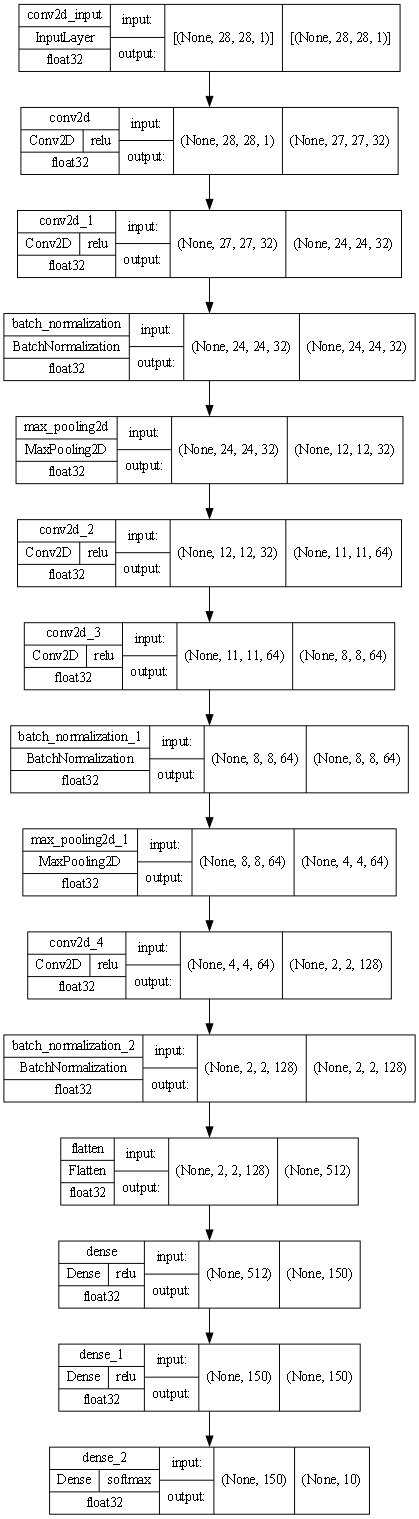 conv2d_input input: [(None, 28, 28, 1)] [(None, 28, 28, 1)]
InputLayer output:
float32
conv2d input: (None, 28, 28, 1) (None, 27, 27, 32)
Conv2D relu output:
float32
conv2d_1 input: (None, 27, 27, 32) (None, 24, 24, 32)
Conv2D relu output:
float32
batch_normalization input: (None, 24, 24, 32) (None, 24, 24, 32)
BatchNormalization output:
float32
max_pooling2d input: (None, 24, 24, 32) (None, 12, 12, 32)
MaxPooling2D output:
float32
conv2d_2 input: (None, 12, 12, 32) (None, 11, 11, 64)
Conv2D relu output:
float32
conv2d_3 input: (None, 11, 11, 64) (None, 8, 8, 64)
Conv2D relu output:
float32
batch_normalization_1 input: (None, 8, 8, 64) (None, 8, 8, 64)
BatchNormalization output:
float32
max_pooling2d_1 input: (None, 8, 8, 64) (None, 4, 4, 64)
MaxPooling2D output:
float32
conv2d_4 input: (None, 4, 4, 64) (None, 2, 2, 128)
Conv2D relu output:
float32
batch_normalization_2 input: (None, 2, 2, 128) (None, 2, 2, 128)
BatchNormalization output:
float32
flatten input: (None, 2, 2, 128) (None, 512)
Flatten output:
float32
dense input: (None, 512) (None, 150)
Dense relu output:
float32
dense_1 input: (None, 150) (None, 150)
Dense relu output:
float32
dense_2 input: (None, 150) (None, 10)
Dense softmax output:
float32